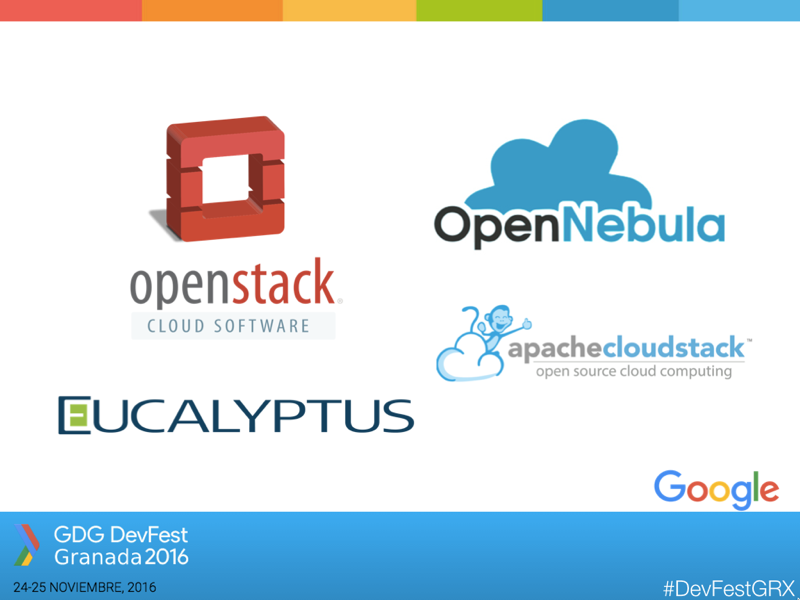 openstack.
CLOUD SOFTWARE
OpenNebula
apachecloudstack™
open source cloud computing
EUCALYPTUS
Google
GDG DevFest
Granada 2016
24-25 NOVIEMBRE, 2016
#DevFestGRX